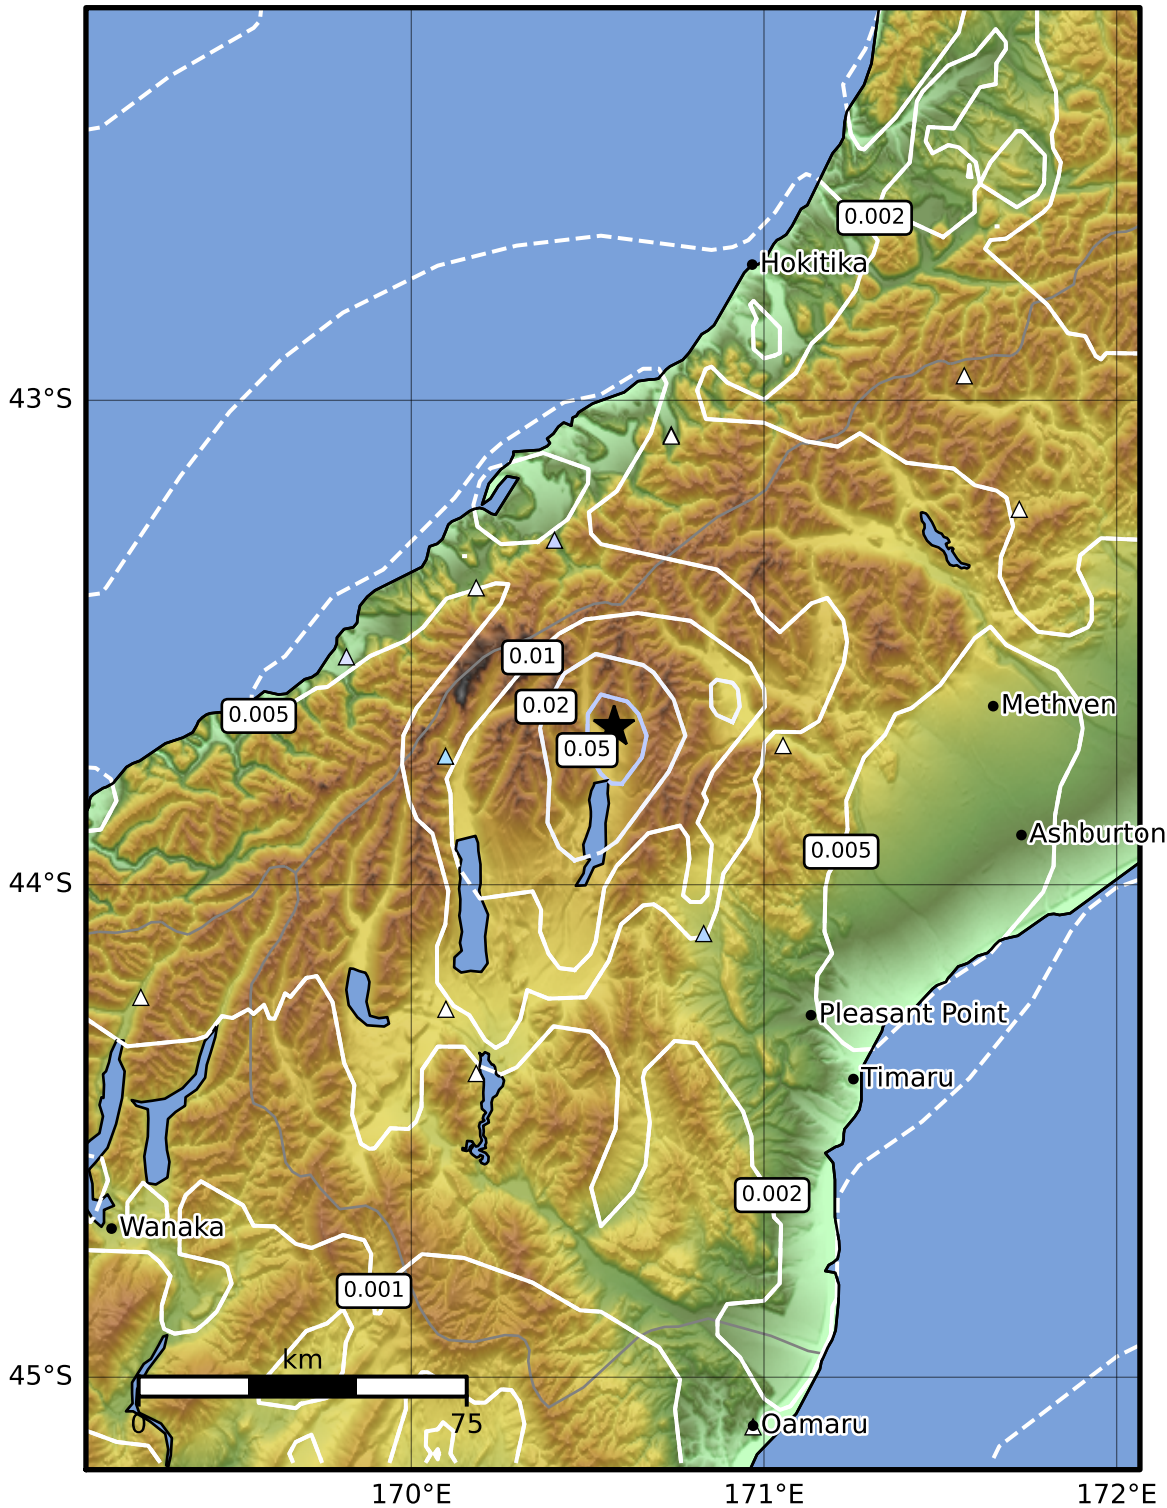 0.002
Hokitika
43°S
0.01
0.02
0.005
Methven
0.05
Ashburton
0.005
44°S
Pleasant Point
Timaru
0.002
Wanaka
0.001
km
45°S
0
75
Oamaru
170°E
171°E
172°E